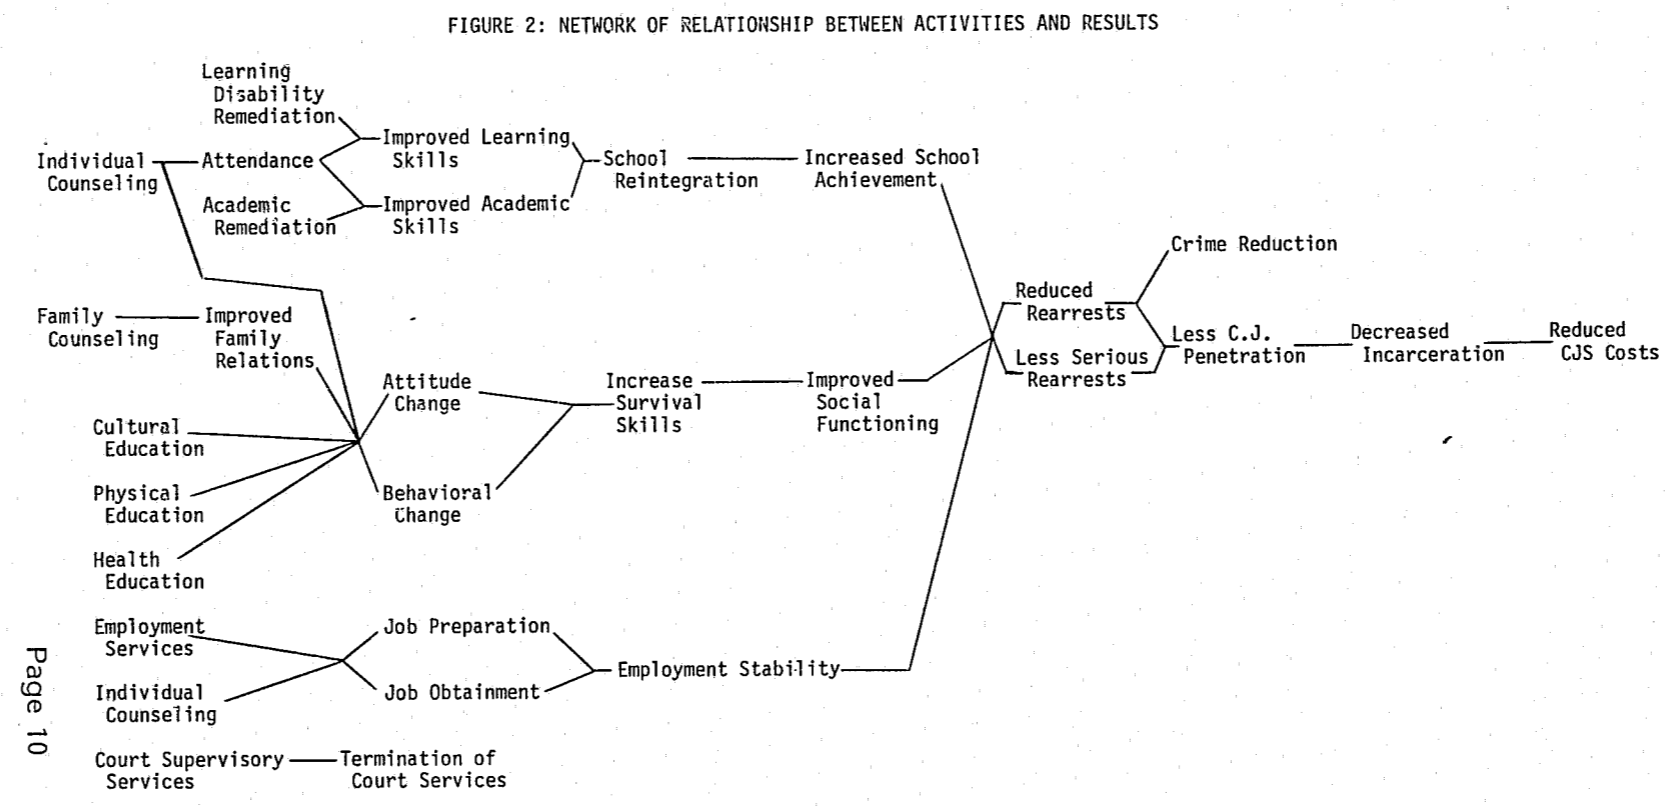 FIGURE 2: NETWORK OF RELATIONSHIP BETWEEN ACTIVITIES AND RESULTS
Learning
Disability
Remediation
Individual
Counseling
Attendance
Academic
Remediation
Improved Learning
Skills
Improved Academic
Skills
School
Reintegration
Increased School
Achievement
Family
Counseling
Improved
Family
Relations
Cultural
Education
Physical
Education
Health
Education
Attitude
Change
Behavioral
Change
Increase
Survival
Skills
Improved
Social
Functioning
Employment
Services
Individual
Counseling
Job Preparation
Job Obtainment
Employment Stability
Court Supervisory
Services
Termination of
Court Services
Reduced
Rearrests
Less Serious
Rearrests
Crime Reduction
Less C.J.
Penetration
Decreased
Incarceration
Reduced
CJS Costs
Page 10